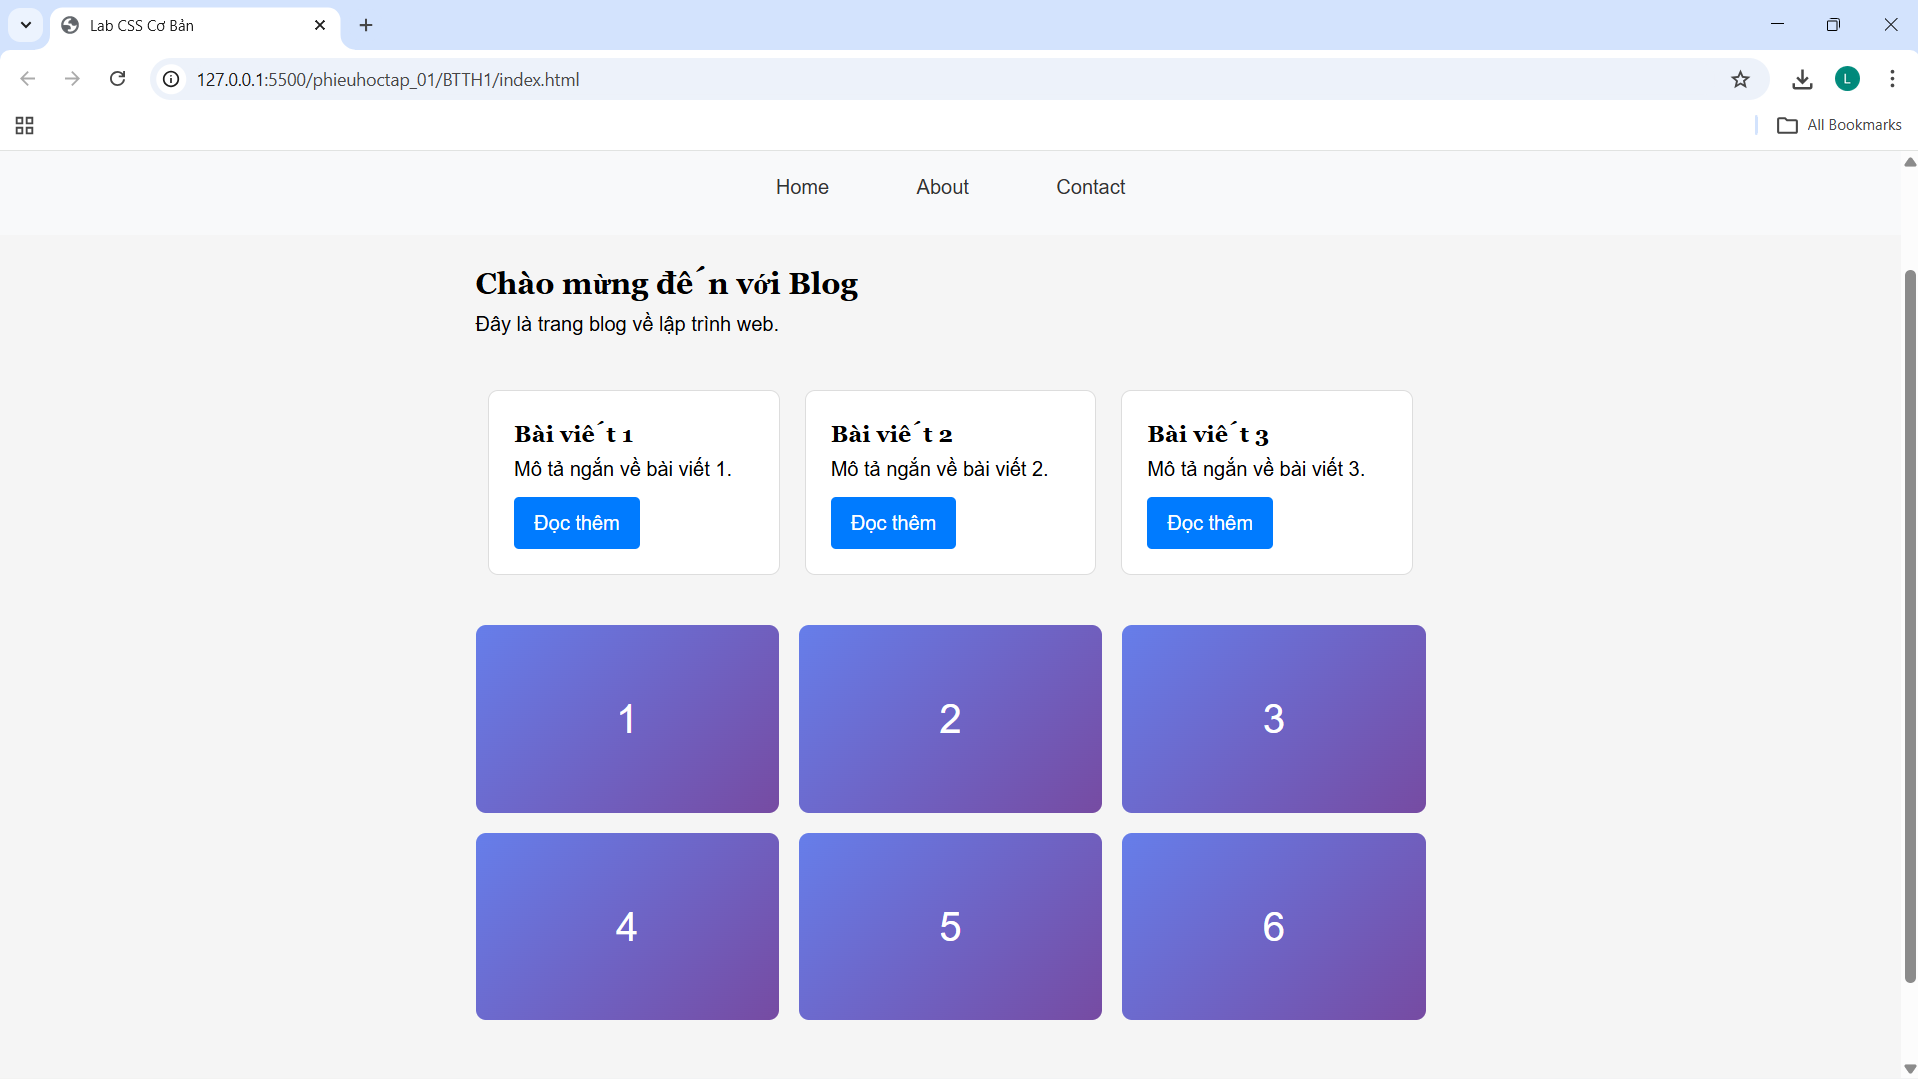 Lab CSS Cơ Bản
127.0.0.1:5500/phieuhoctap_01/BTTH1/index.html
L
All Bookmarks
Home About Contact
Chào mừng đến với Blog
Đây là trang blog về lập trình web.
Bài viết 1
Mô tả ngắn về bài viết 1.
Đọc thêm
Bài viết 2
Mô tả ngắn về bài viết 2.
Đọc thêm
Bài viết 3
Mô tả ngắn về bài viết 3.
Đọc thêm
1
2
3
4
5
6